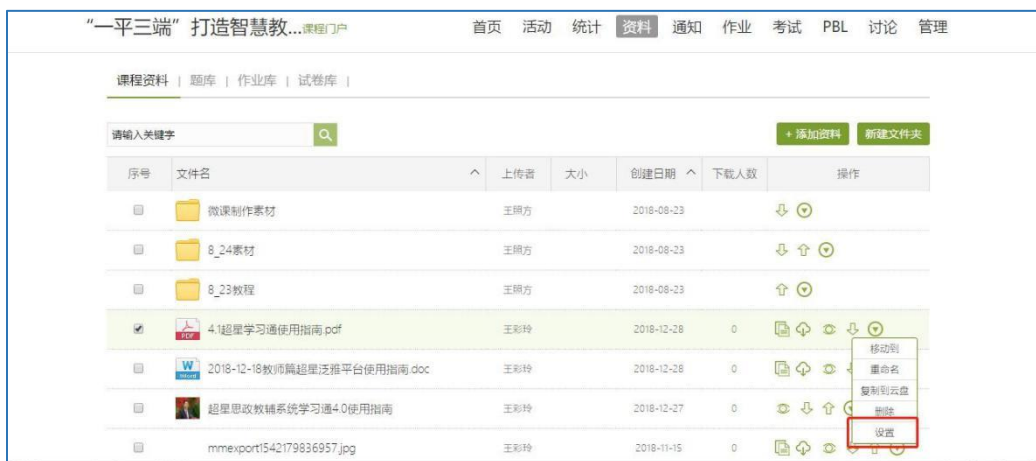 “一平三端”打造智慧教...课程门户 首页 活动 统计 资料 通知 作业 考试 PBL 讨论 管理
课程资料 | 题库 | 作业库 | 试卷库 |
请输入关键字 + 添加资料 新建文件夹
序号 文件名 上传者 大小 创建日期 下载人数 操作
微课制作素材 王照方 2018-08-23
8_24素材 王照方 2018-08-23
8_23教程 王照方 2018-08-23
PDF 4.1超星学习通使用指南.pdf 王彩玲 2018-12-28 0
移动到
W Word 2018-12-18教师篇超星泛雅平台使用指南.doc 王彩玲 2018-12-28 0 重命名
复制到云盘
超星思政教辅系统学习通4.0使用指南 王彩玲 2018-12-27 0 删除
设置
mmexport1542179836957.jpg 王彩玲 2018-11-15 0